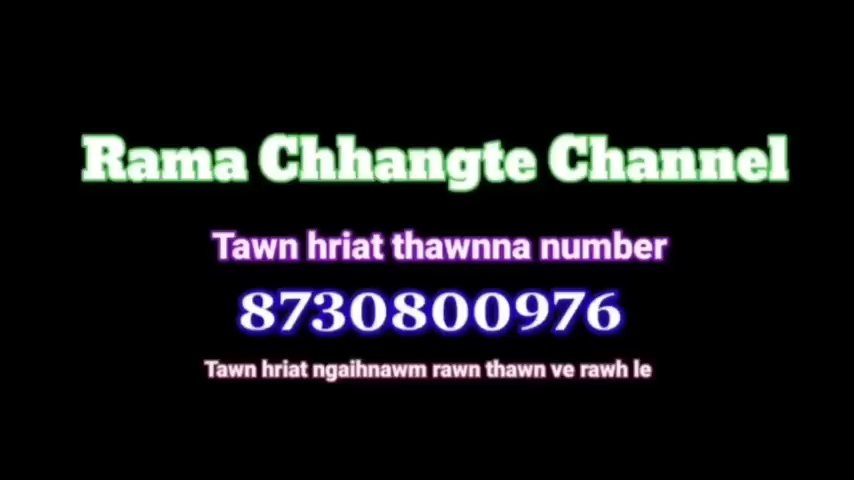 Rama Chhangte Channel
Tawn hriat thawnna number
8730800976
Tawn hriat ngaihnawm rawn thawn ve rawh le